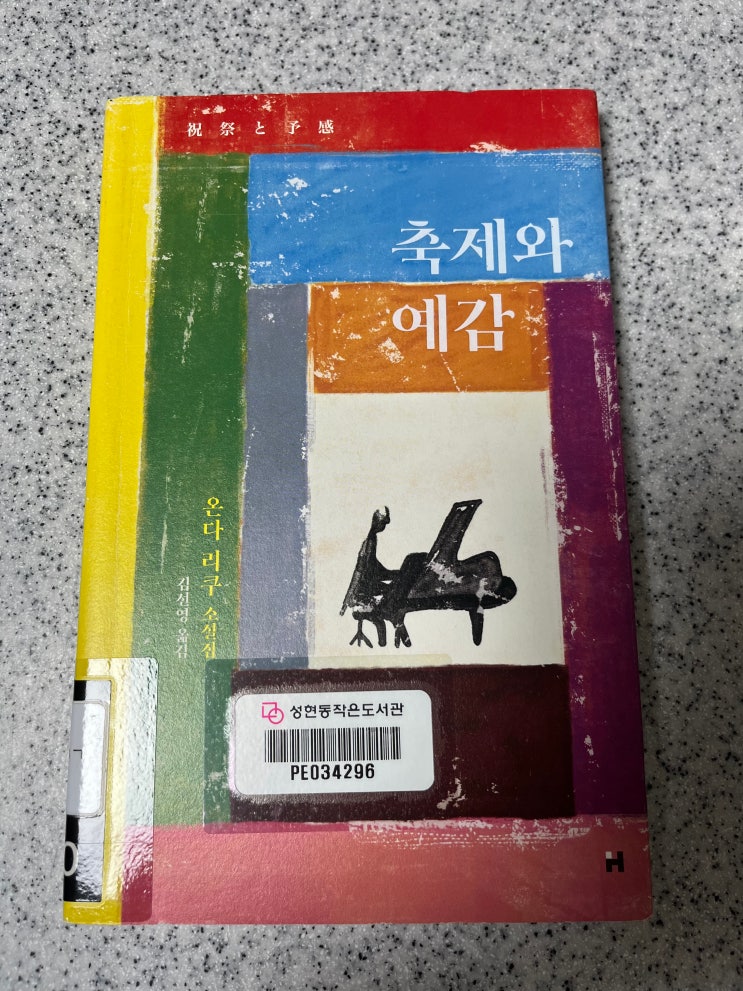 祝祭と予感
축제와
예감
온다 리쿠 소설집
김선영 옮김
성현동작은도서관
PE034296
H